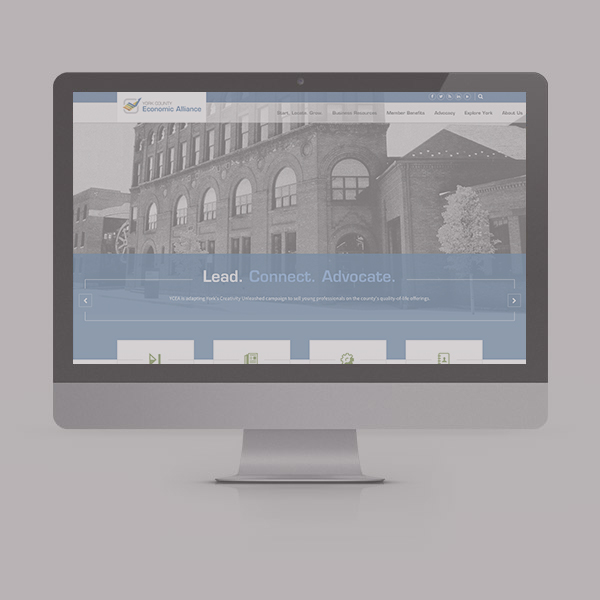 YORK COUNTY
Economic Alliance
Start, Locate, Grow. Business Resources Member Benefits Advocacy Explore York About Us
Lead. Connect. Advocate.
YCEA is adapting York's Creativity Unleashed campaign to sell young professionals on the county's quality-of-life offerings